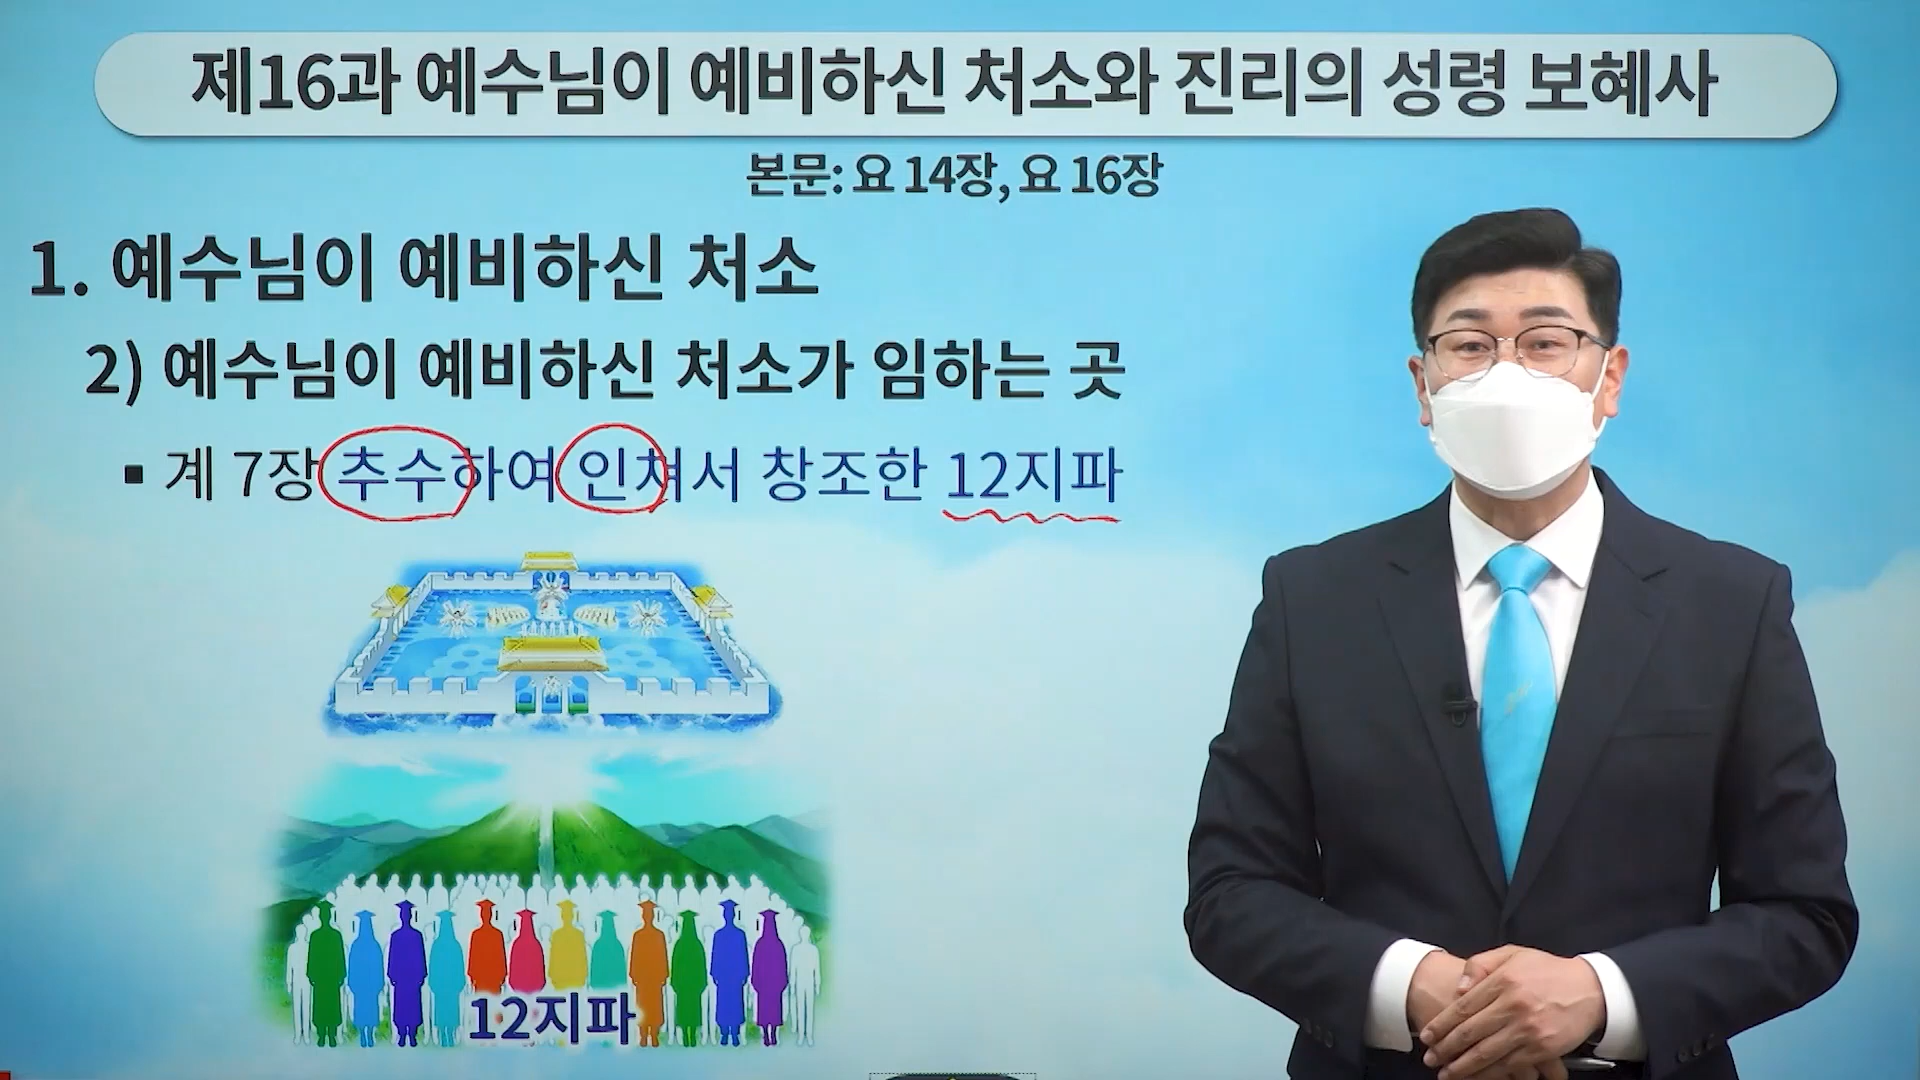 제16과 예수님이 예비하신 처소와 진리의 성령 보혜사
본문: 요 14장, 요 16장
1. 예수님이 예비하신 처소
2) 예수님이 예비하신 처소가 임하는 곳
▪ 계 7장 추수하여 인쳐서 창조한 12지파
12지파